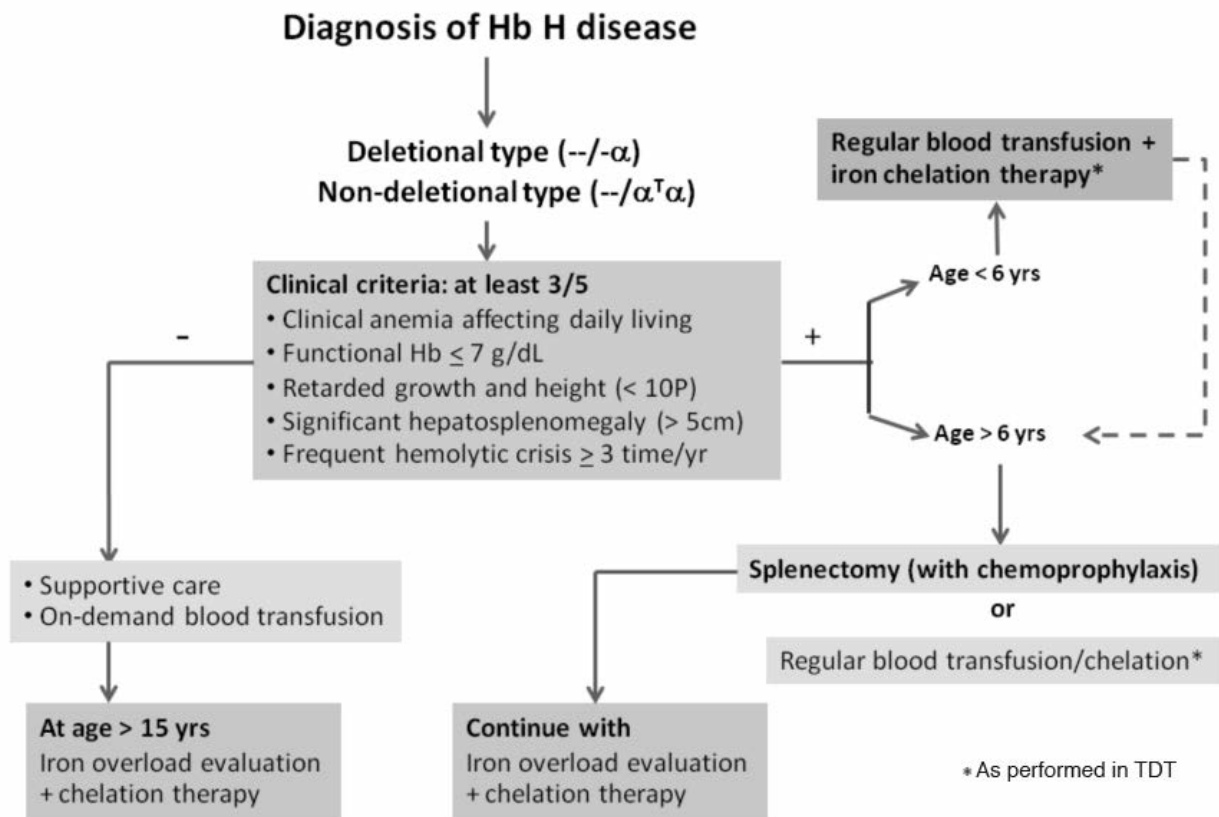 Diagnosis of Hb H disease
Deletional type (--/-α)
Non-deletional type (--/αᵀα)
Clinical criteria: at least 3/5
• Clinical anemia affecting daily living
• Functional Hb ≤ 7 g/dL
• Retarded growth and height (< 10P)
• Significant hepatosplenomegaly (> 5cm)
• Frequent hemolytic crisis ≥ 3 time/yr
–
+
Regular blood transfusion +
iron chelation therapy*
Age < 6 yrs
Age > 6 yrs
• Supportive care
• On-demand blood transfusion
At age > 15 yrs
Iron overload evaluation
+ chelation therapy
Splenectomy (with chemoprophylaxis)
or
Regular blood transfusion/chelation*
Continue with
Iron overload evaluation
+ chelation therapy
* As performed in TDT